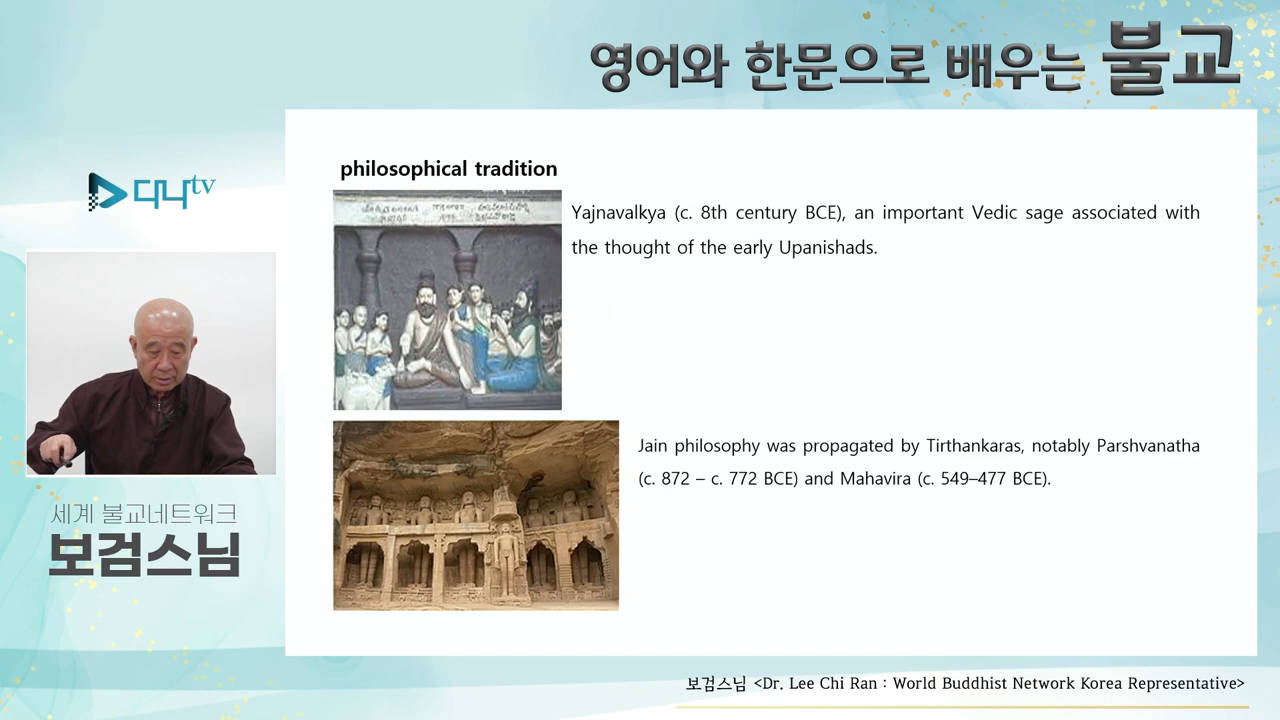 영어와 한문으로 배우는 불교
디나tv
philosophical tradition
Yajnavalkya (c. 8th century BCE), an important Vedic sage associated with
the thought of the early Upanishads.
Jain philosophy was propagated by Tirthankaras, notably Parshvanatha
(c. 872 – c. 772 BCE) and Mahavira (c. 549–477 BCE).
세계 불교네트워크
보검스님
보검스님 <Dr. Lee Chi Ran : World Buddhist Network Korea Representative>